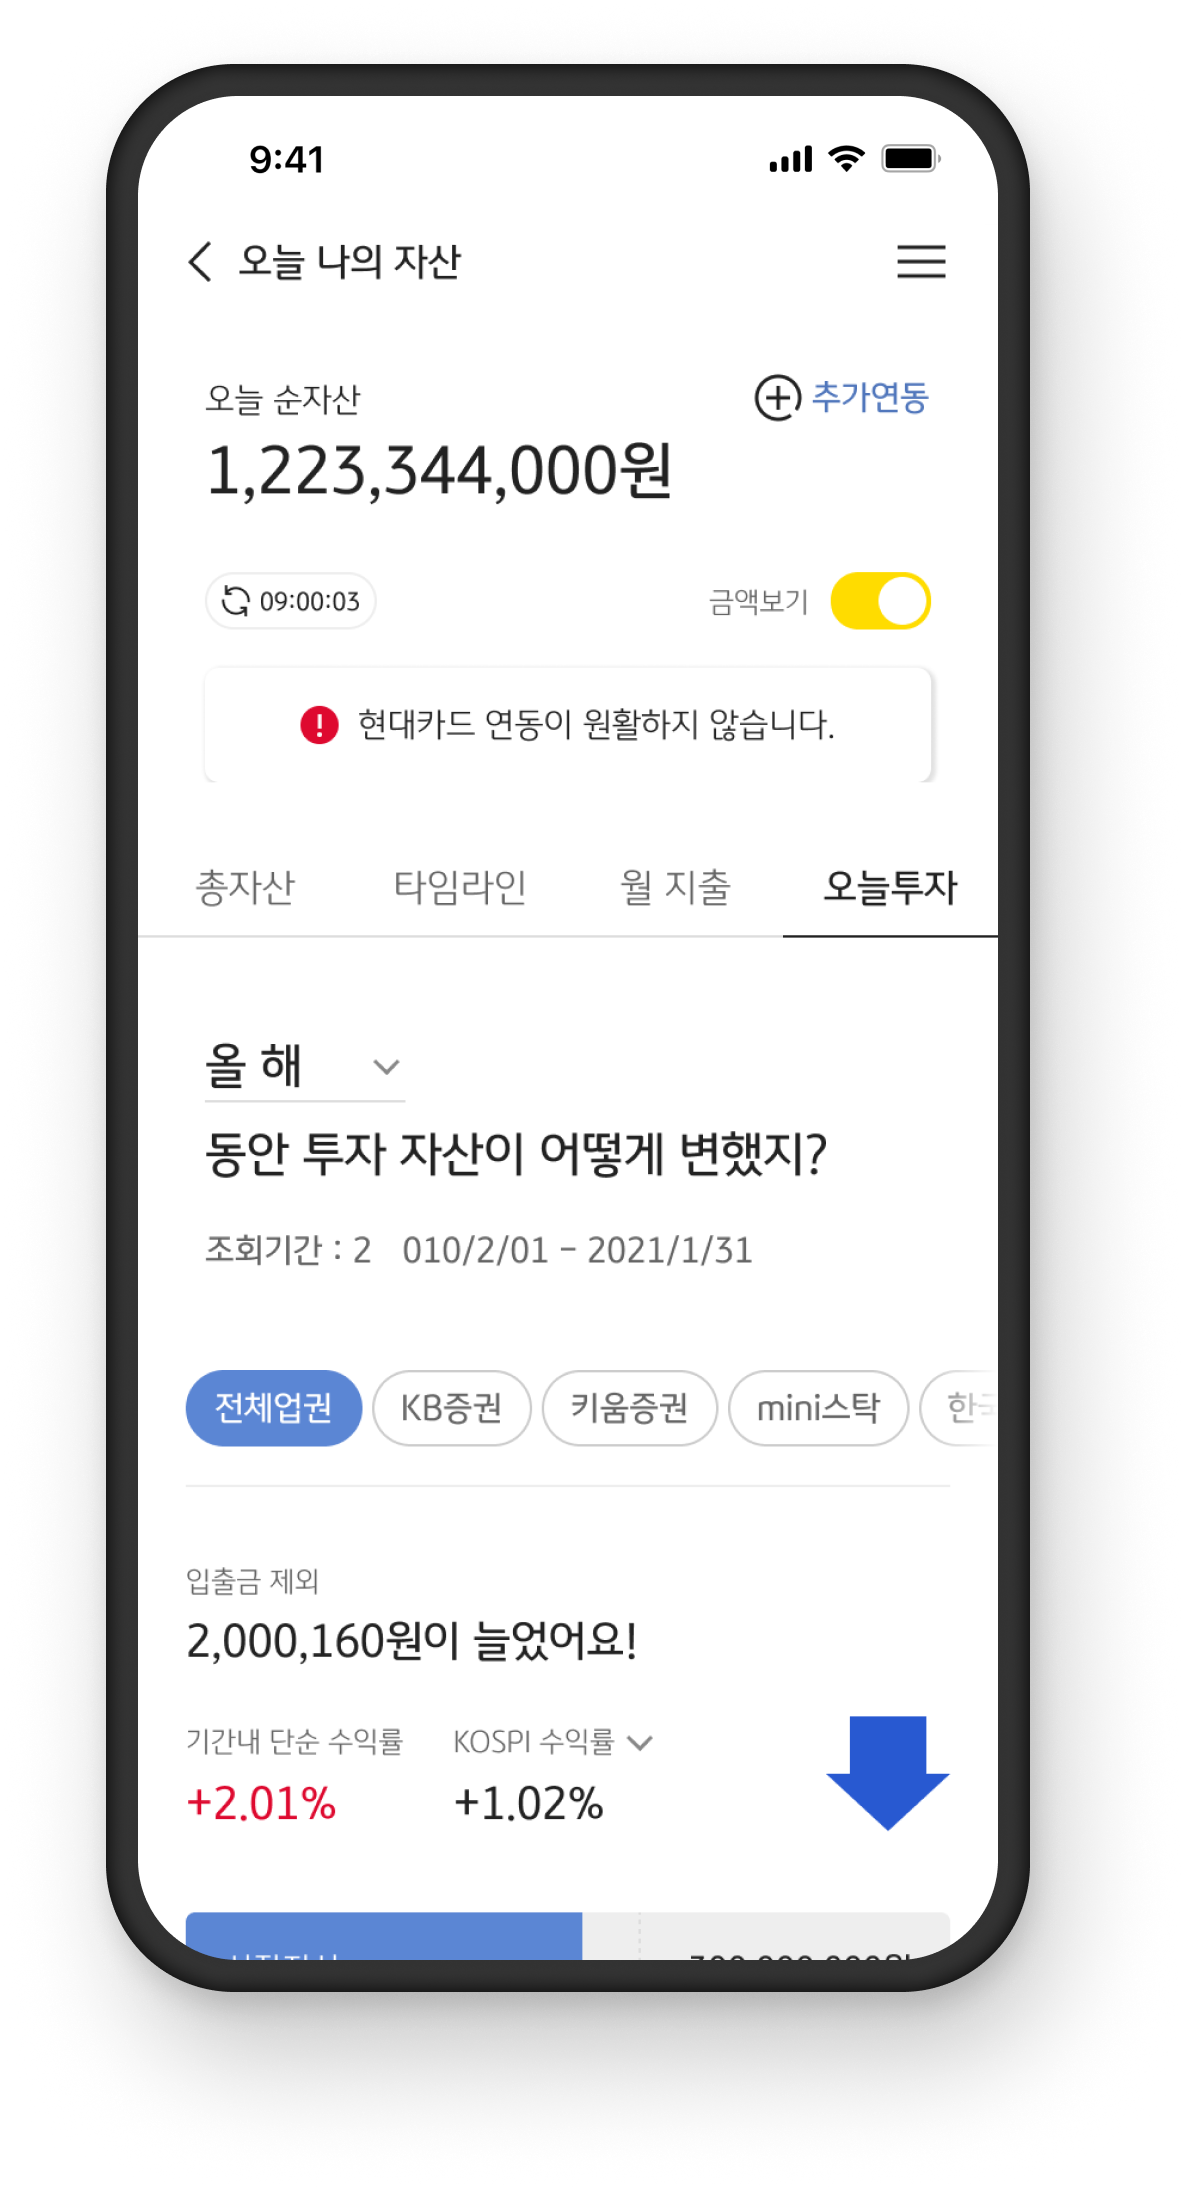 9:41
오늘 나의 자산
오늘 순자산
추가연동
1,223,344,000원
09:00:03
금액보기
현대카드 연동이 원활하지 않습니다.
총자산 타임라인 월 지출 오늘투자
올 해
동안 투자 자산이 어떻게 변했지?
조회기간 : 2 010/2/01 - 2021/1/31
전체업권 KB증권 키움증권 mini스탁
입출금 제외
2,000,160원이 늘었어요!
기간내 단순 수익률 KOSPI 수익률
+2.01% +1.02%